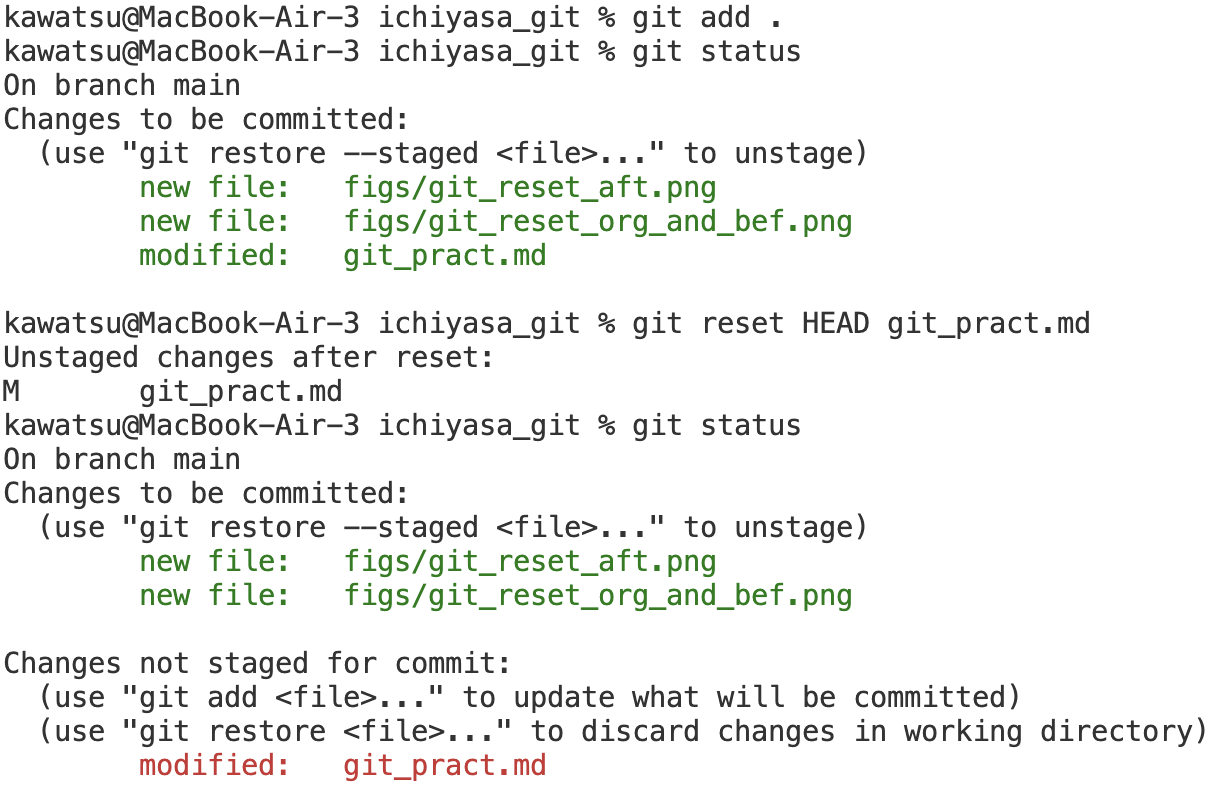 kawatsu@MacBook-Air-3 ichiyasa_git % git add .
kawatsu@MacBook-Air-3 ichiyasa_git % git status
On branch main
Changes to be committed:
  (use "git restore --staged <file>..." to unstage)
        new file:   figs/git_reset_aft.png
        new file:   figs/git_reset_org_and_bef.png
        modified:   git_pract.md

kawatsu@MacBook-Air-3 ichiyasa_git % git reset HEAD git_pract.md
Unstaged changes after reset:
M       git_pract.md
kawatsu@MacBook-Air-3 ichiyasa_git % git status
On branch main
Changes to be committed:
  (use "git restore --staged <file>..." to unstage)
        new file:   figs/git_reset_aft.png
        new file:   figs/git_reset_org_and_bef.png

Changes not staged for commit:
  (use "git add <file>..." to update what will be committed)
  (use "git restore <file>..." to discard changes in working directory)
        modified:   git_pract.md